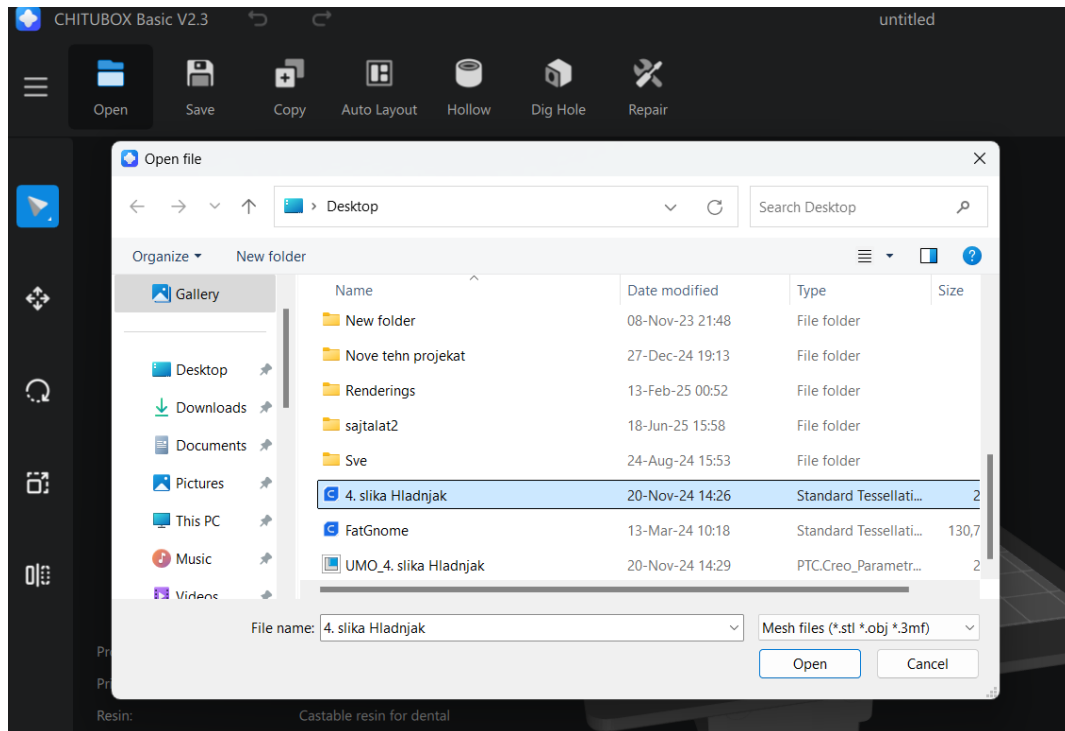 CHITUBOX Basic V2.3
untitled
Open Save Copy Auto Layout Hollow Dig Hole Repair
Open file
Desktop
Search Desktop
Organize New folder
Gallery
Desktop
Downloads
Documents
Pictures
This PC
Music
Videos
Name Date modified Type Size
New folder 08-Nov-23 21:48 File folder
Nove tehn projekat 27-Dec-24 19:13 File folder
Renderings 13-Feb-25 00:52 File folder
sajtalat2 18-Jun-25 15:58 File folder
Sve 24-Aug-24 15:53 File folder
4. slika Hladnjak 20-Nov-24 14:26 Standard Tessellati... 2
FatGnome 13-Mar-24 10:18 Standard Tessellati... 130,7
UMO_4. slika Hladnjak 20-Nov-24 14:29 PTC.Creo_Parametr... 2
File name: 4. slika Hladnjak Mesh files (*.stl *.obj *.3mf)
Open Cancel
Resin: Castable resin for dental